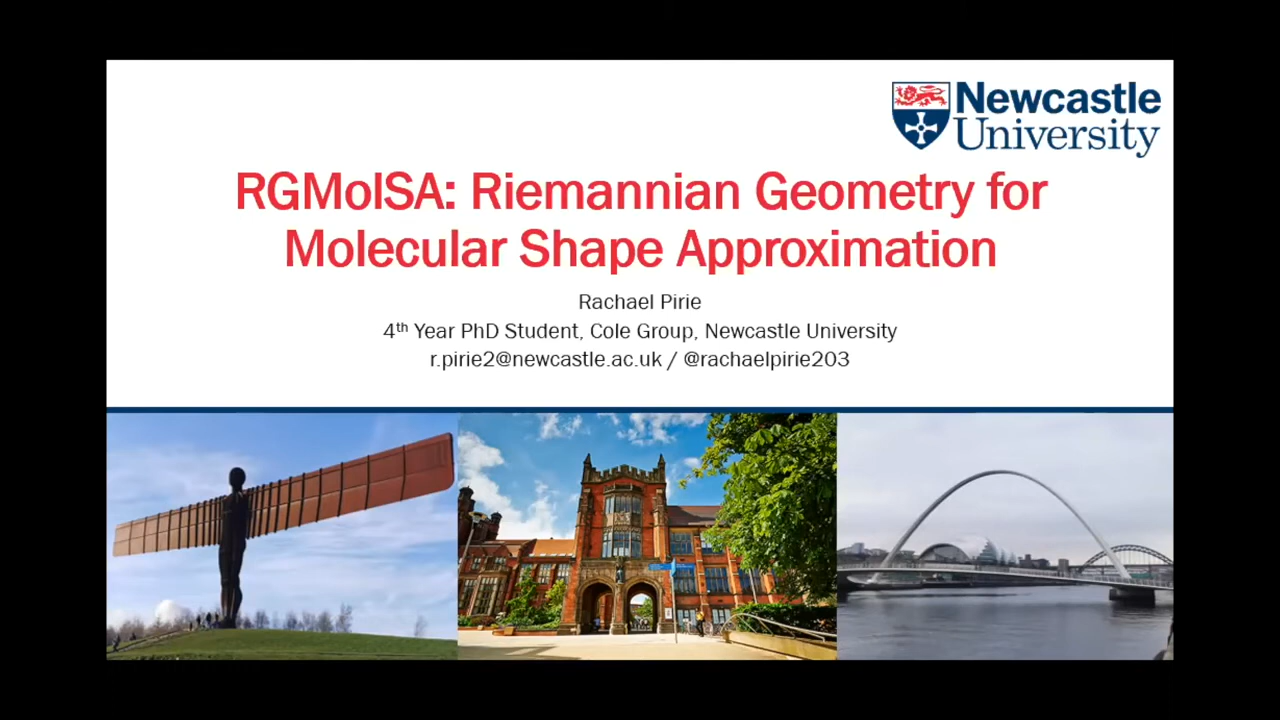 Newcastle
University
RGMolSA: Riemannian Geometry for
Molecular Shape Approximation
Rachael Pirie
4th Year PhD Student, Cole Group, Newcastle University
r.pirie2@newcastle.ac.uk / @rachaelpirie203